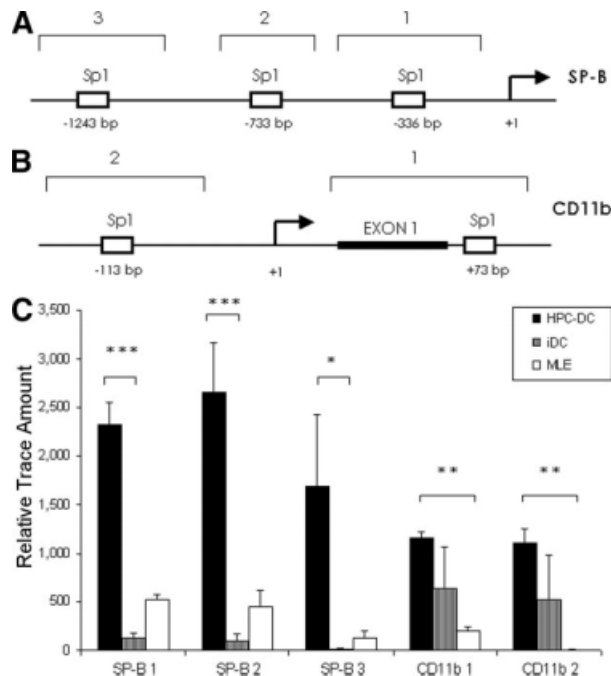 A
3 2 1
Sp1 Sp1 Sp1
SP-B
-1243 bp -733 bp -336 bp +1
B
2 1
CD11b
Sp1 EXON 1 Sp1
-113 bp +1 +73 bp
C
Relative Trace Amount
3,500
3,000
2,500
2,000
1,500
1,000
500
0
*** *** * ** **
HPC-DC
iDC
MLE
SP-B 1 SP-B 2 SP-B 3 CD11b 1 CD11b 2